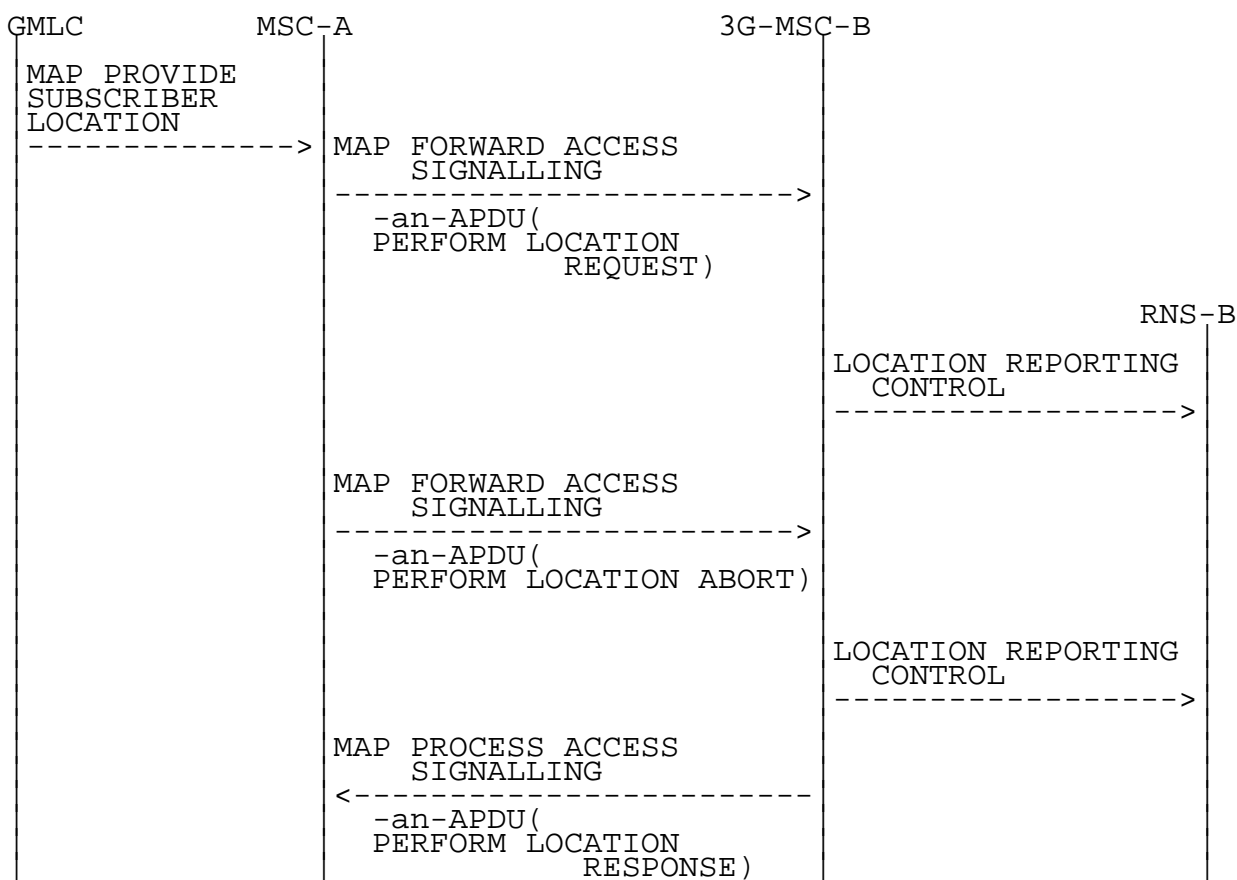 GMLC MSC-A 3G-MSC-B
MAP PROVIDE
SUBSCRIBER
LOCATION
--------------> MAP FORWARD ACCESS
SIGNALLING
------------------------>
-an-APDU(
PERFORM LOCATION
REQUEST)
RNS-B
LOCATION REPORTING
CONTROL
------------------>
MAP FORWARD ACCESS
SIGNALLING
------------------------>
-an-APDU(
PERFORM LOCATION ABORT)
LOCATION REPORTING
CONTROL
------------------>
MAP PROCESS ACCESS
SIGNALLING
<------------------------
-an-APDU(
PERFORM LOCATION
RESPONSE)